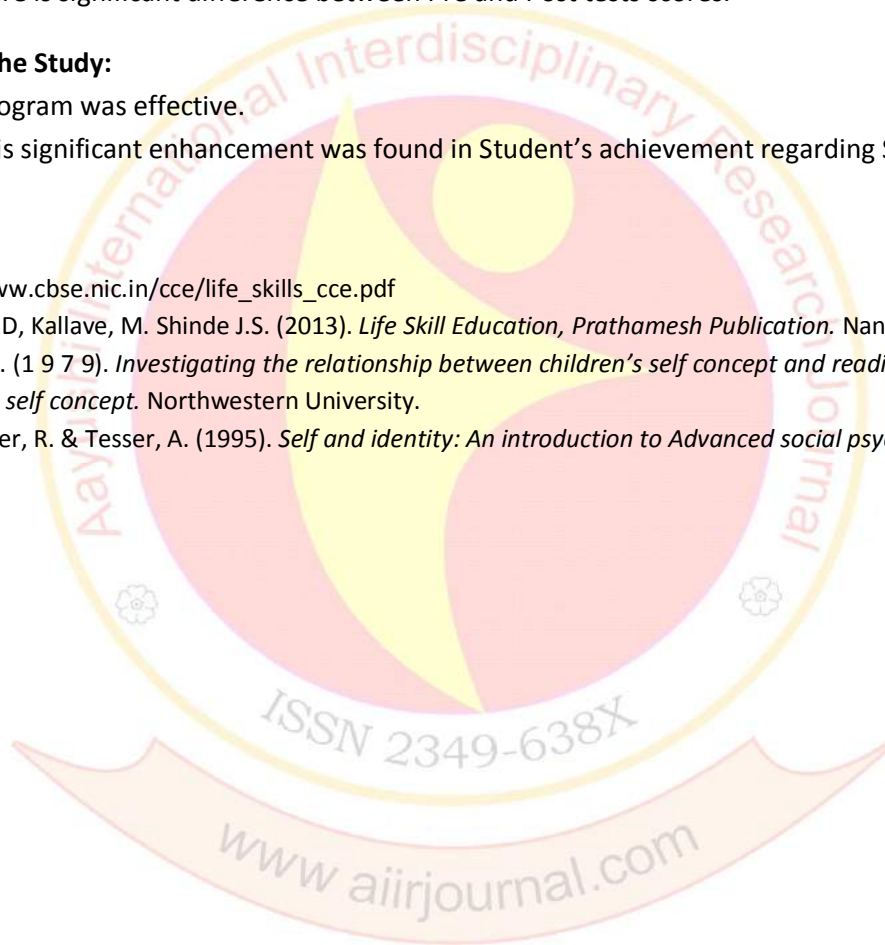 re is significant difference between Pre and Post tests scores.
he Study:
ogram was effective.
is significant enhancement was found in Student's achievement regarding S
ww.cbse.nic.in/cce/life_skills_cce.pdf
D, Kallave, M. Shinde J.S. (2013). Life Skill Education, Prathamesh Publication. Nan
. (1 9 7 9). Investigating the relationship between children's self concept and readi
self concept. Northwestern University.
er, R. & Tesser, A. (1995). Self and identity: An introduction to Advanced social psy
Aayushi International Interdisciplinary Research Journal
ISSN 2349-638X
www aiirjournal.com